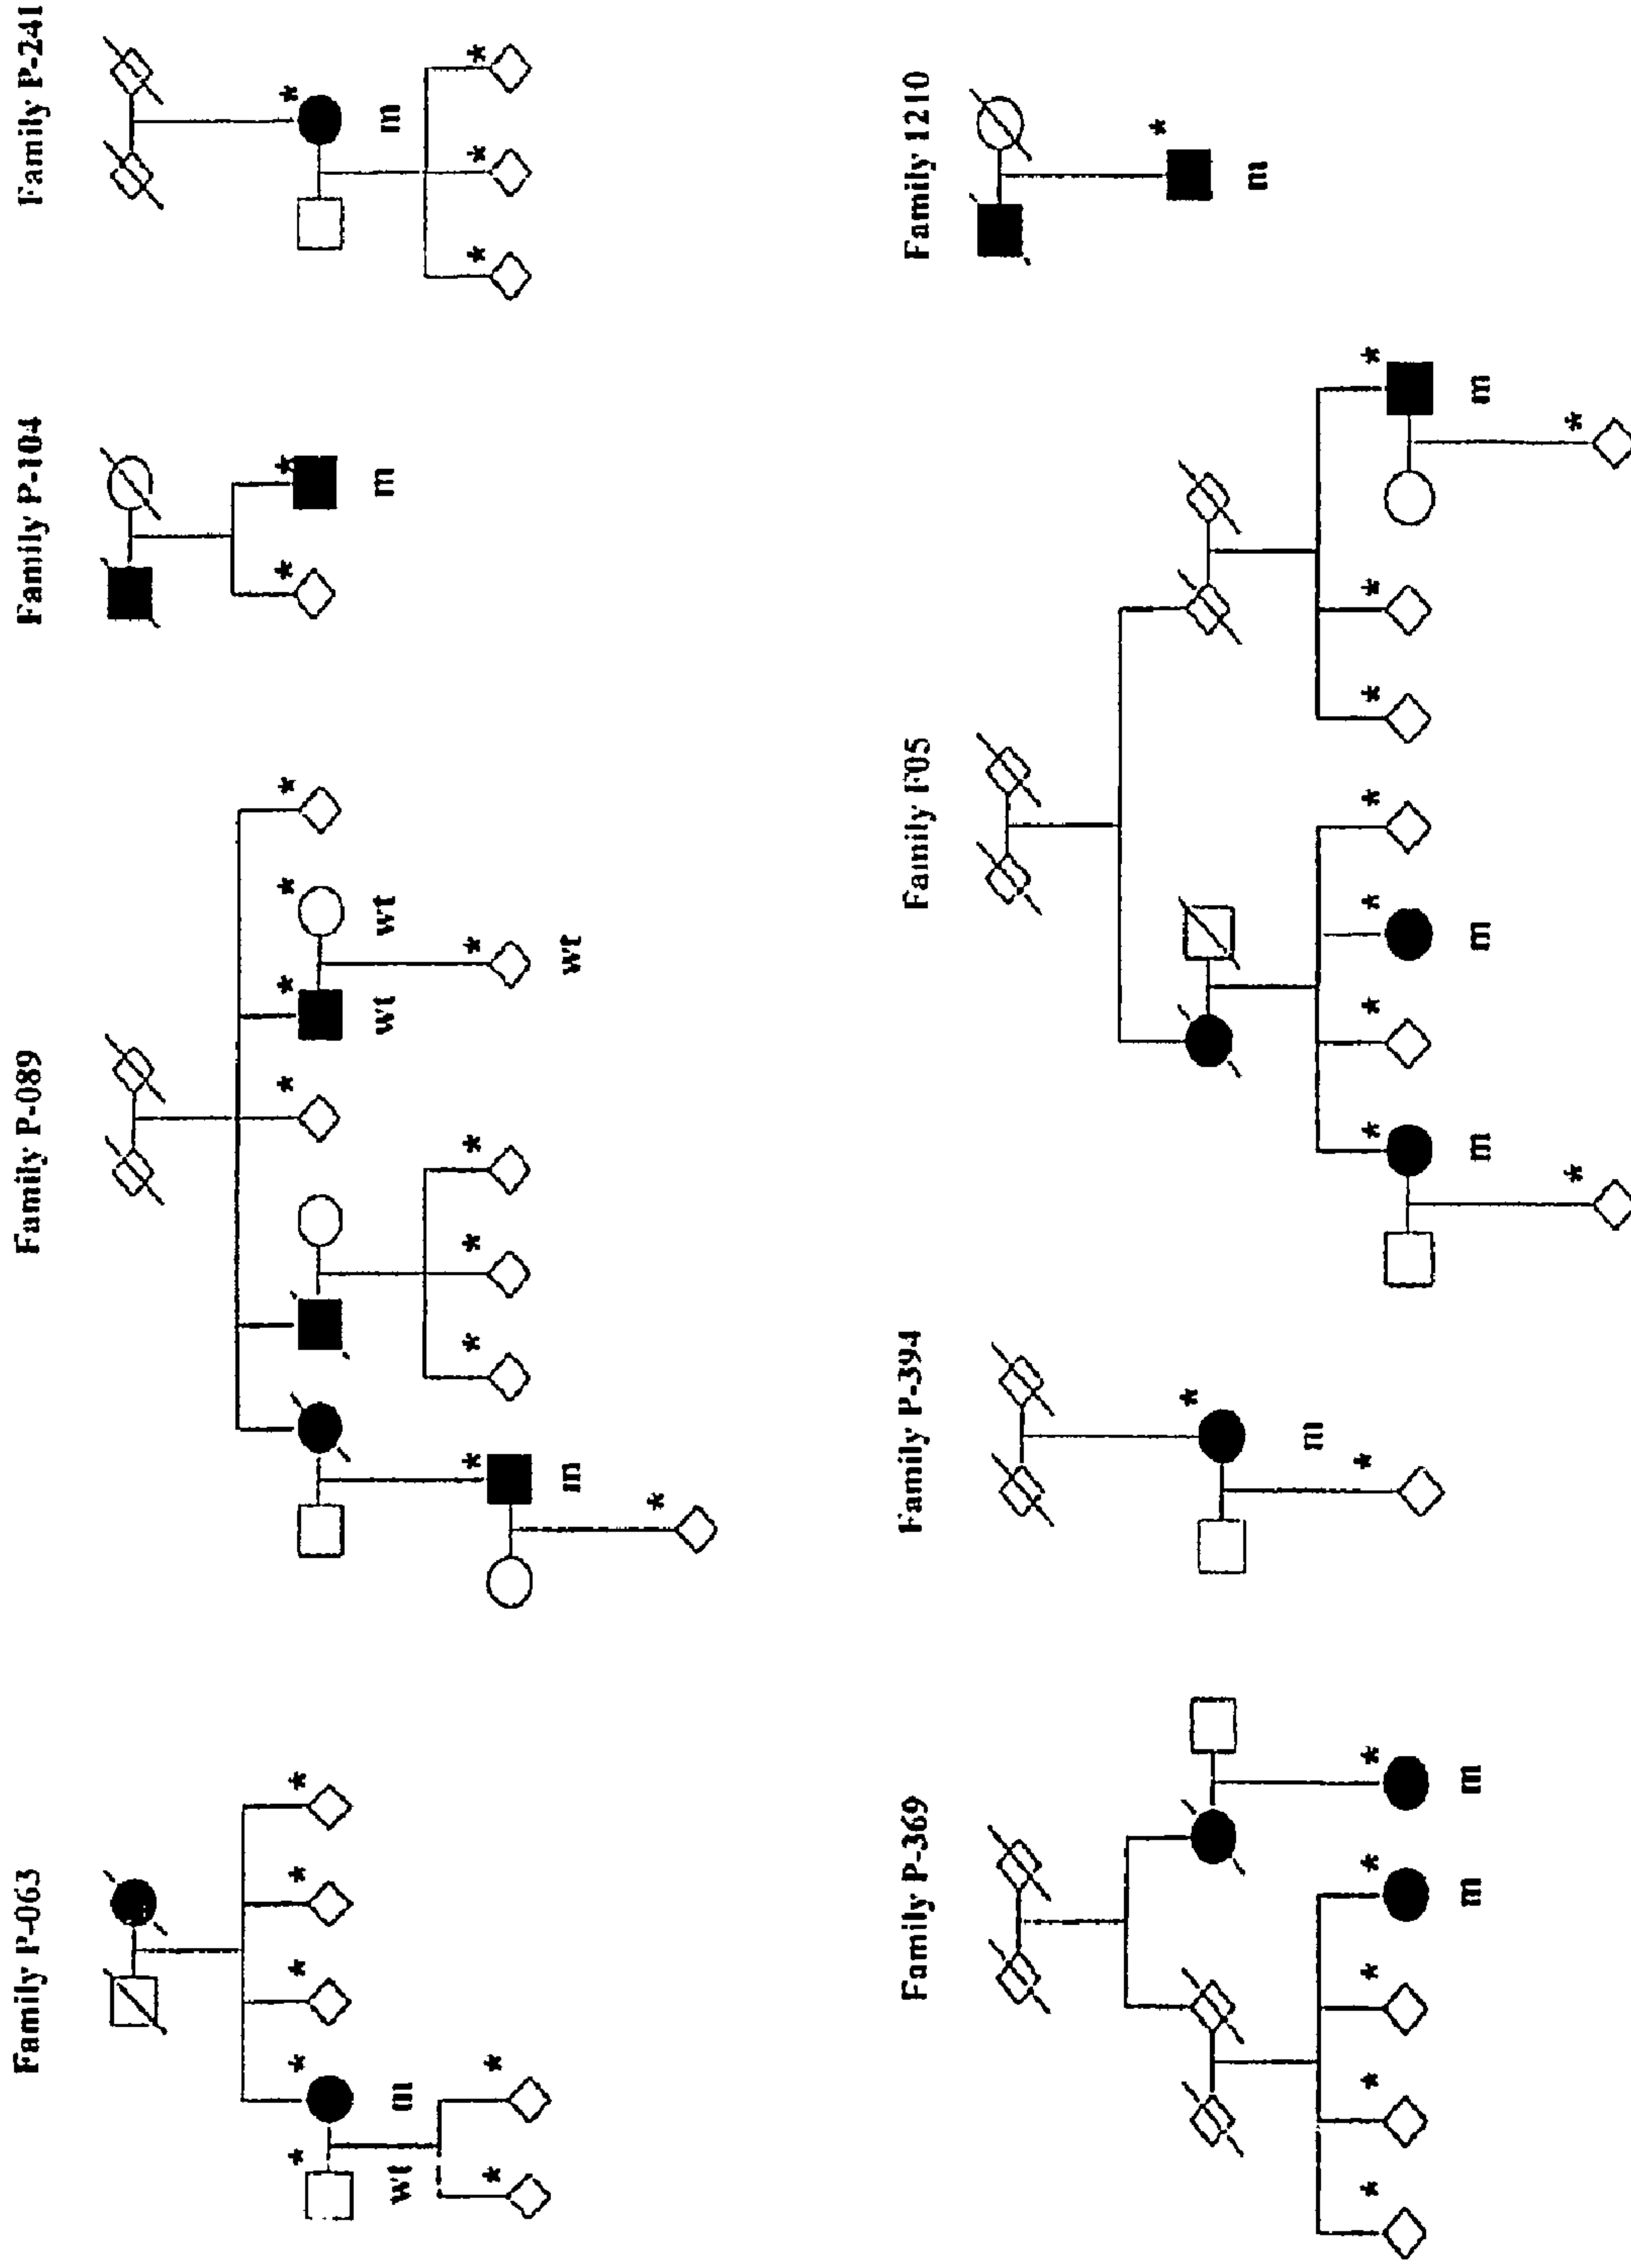 Family P-063
* * * *
m
*
wt
* *
Family P-089
* * * *
wt wt
* * * *
m
*
wt
*
Family P-104
* *
m
Family P-241
*
m
* * *
Family P-369
* * * * *
m m
Family P-394
*
m
*
Family F05
* * * * * * *
m m m
* *
Family 1210
*
m